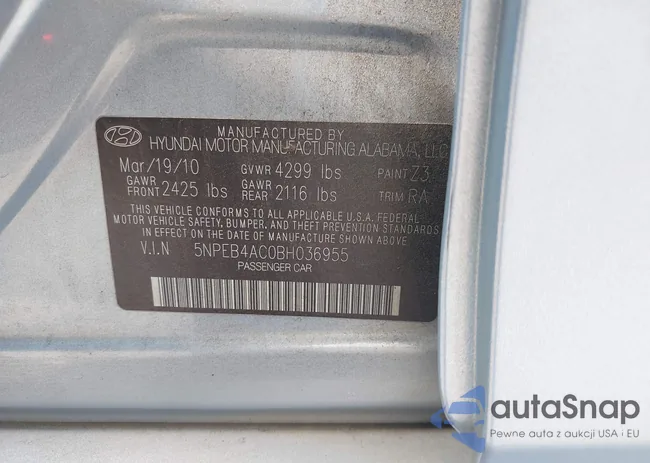 MANUFACTURED BY
HYUNDAI MOTOR MANUFACTURING ALABAMA, LLC
Mar/19/10 GVWR 4299 lbs PAINT Z3
GAWR FRONT 2425 lbs GAWR REAR 2116 lbs TRIM RA
THIS VEHICLE CONFORMS TO ALL APPLICABLE U.S.A. FEDERAL
MOTOR VEHICLE SAFETY, BUMPER, AND THEFT PREVENTION STANDARDS
IN EFFECT ON THE DATE OF MANUFACTURE SHOWN
V.I.N 5NPEB4AC0BH036955
PASSENGER CAR
autaSnap
Pewne auta z aukcji USA i EU